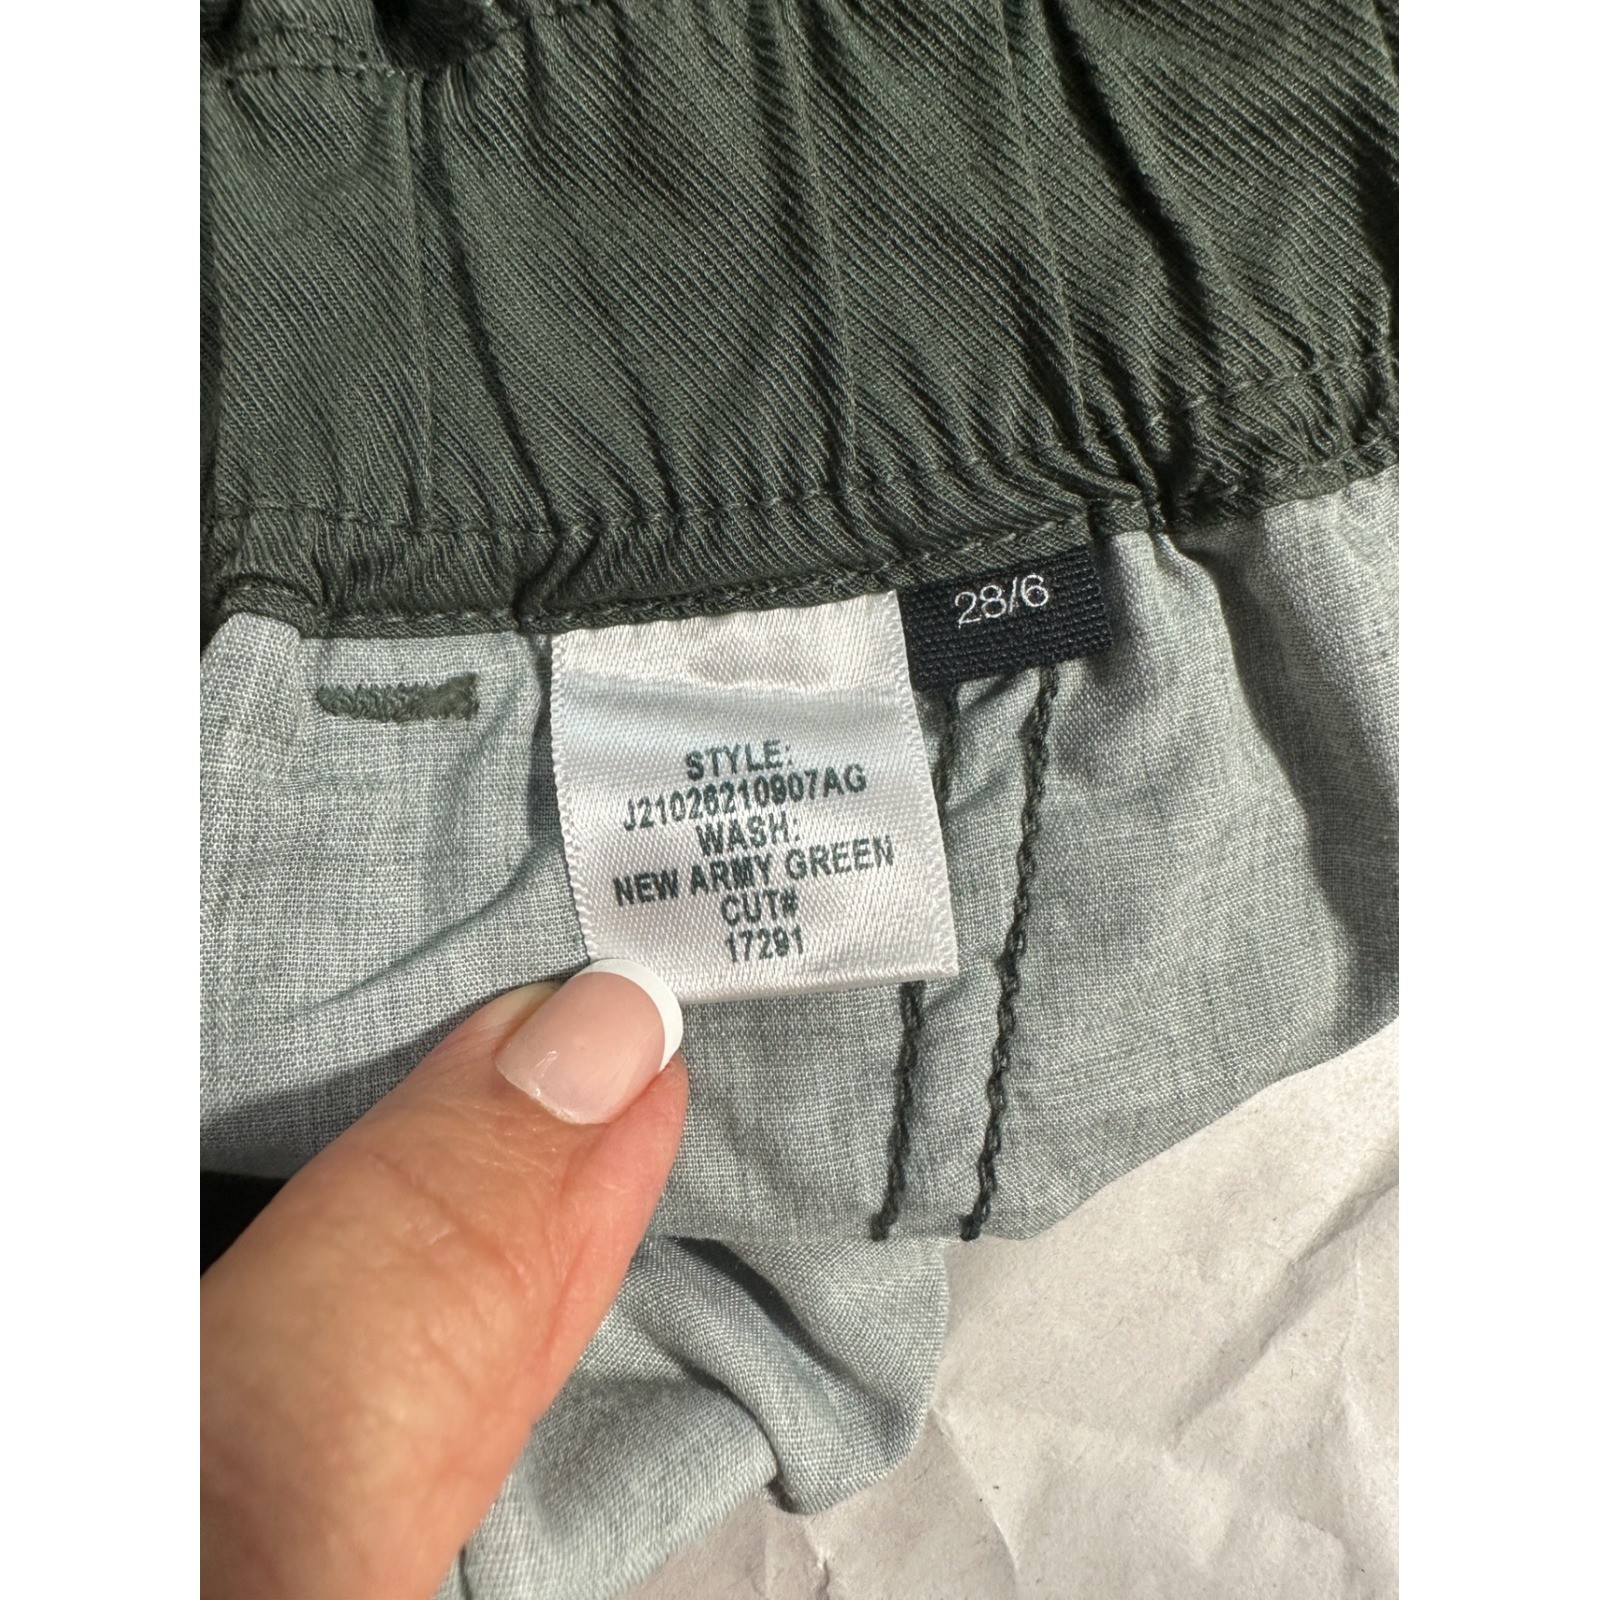 28/6
STYLE:
J21026210907AG
WASH:
NEW ARMY GREEN
CUT#
17291